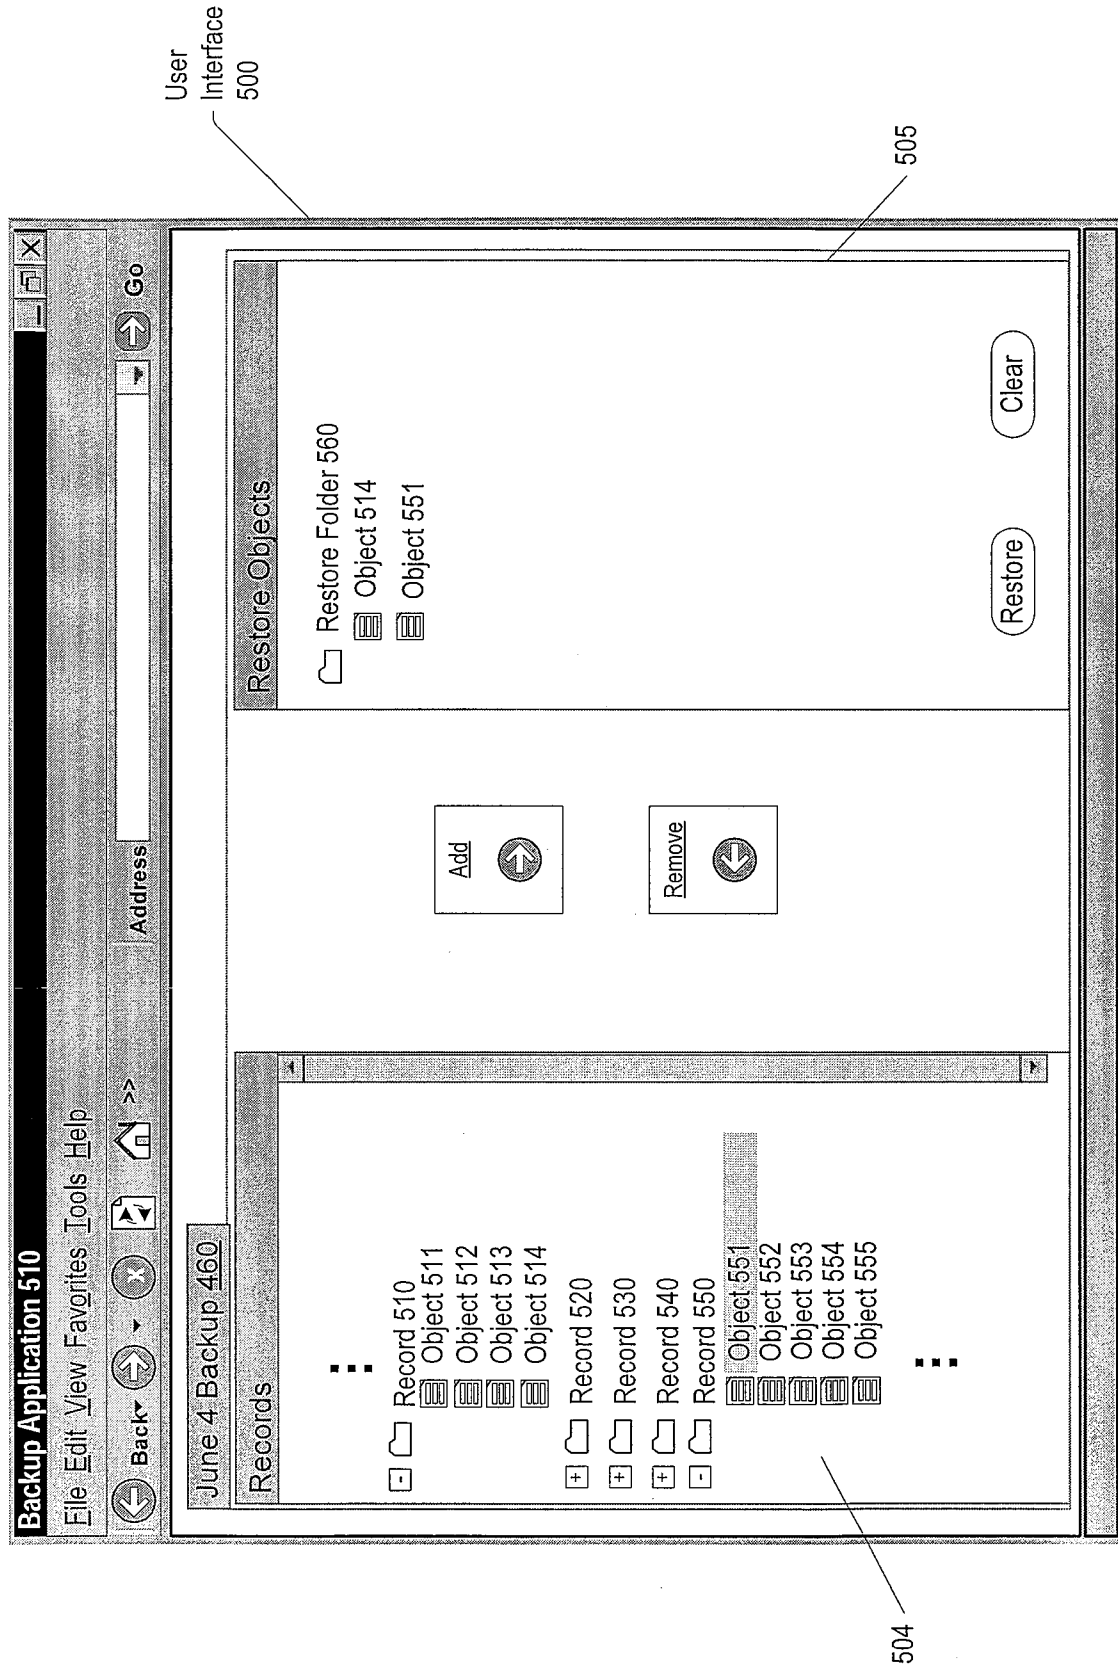 Backup Application 510
File Edit View Favorites Tools Help
Back >> Address Go
June 4 Backup 460
Records
Record 510
Object 511
Object 512
Object 513
Object 514
Record 520
Record 530
Record 540
Record 550
Object 551
Object 552
Object 553
Object 554
Object 555
Add
Remove
Restore Objects
Restore Folder 560
Object 514
Object 551
Restore
Clear
User
Interface
500
504
505